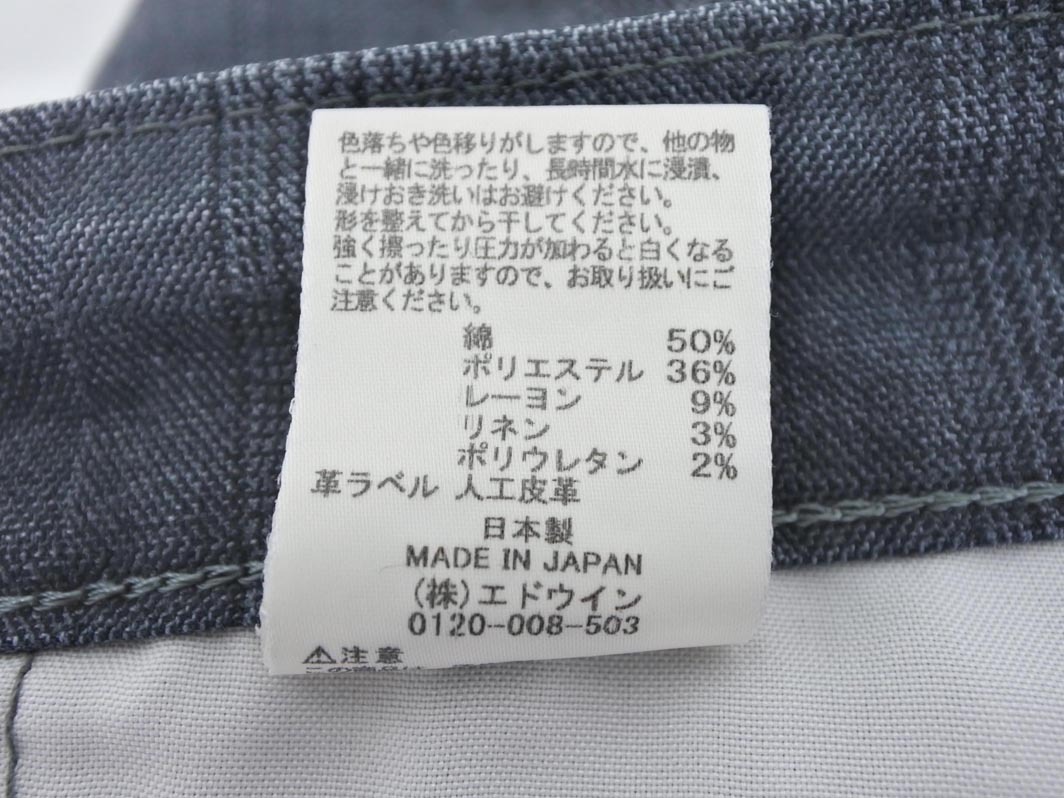 色落ちや色移りがしますので、他の物
と一緒に洗ったり、長時間水に浸漬、
浸けおき洗いはお避けください。
形を整えてから干してください。
強く擦ったり圧力が加わると白くなる
ことがありますので、お取り扱いにご
注意ください。
綿 50%
ポリエステル 36%
レーヨン 9%
リネン 3%
ポリウレタン 2%
革ラベル 人工皮革
日本製
MADE IN JAPAN
(株)エドウイン
0120-008-503
⚠注意
この商品は